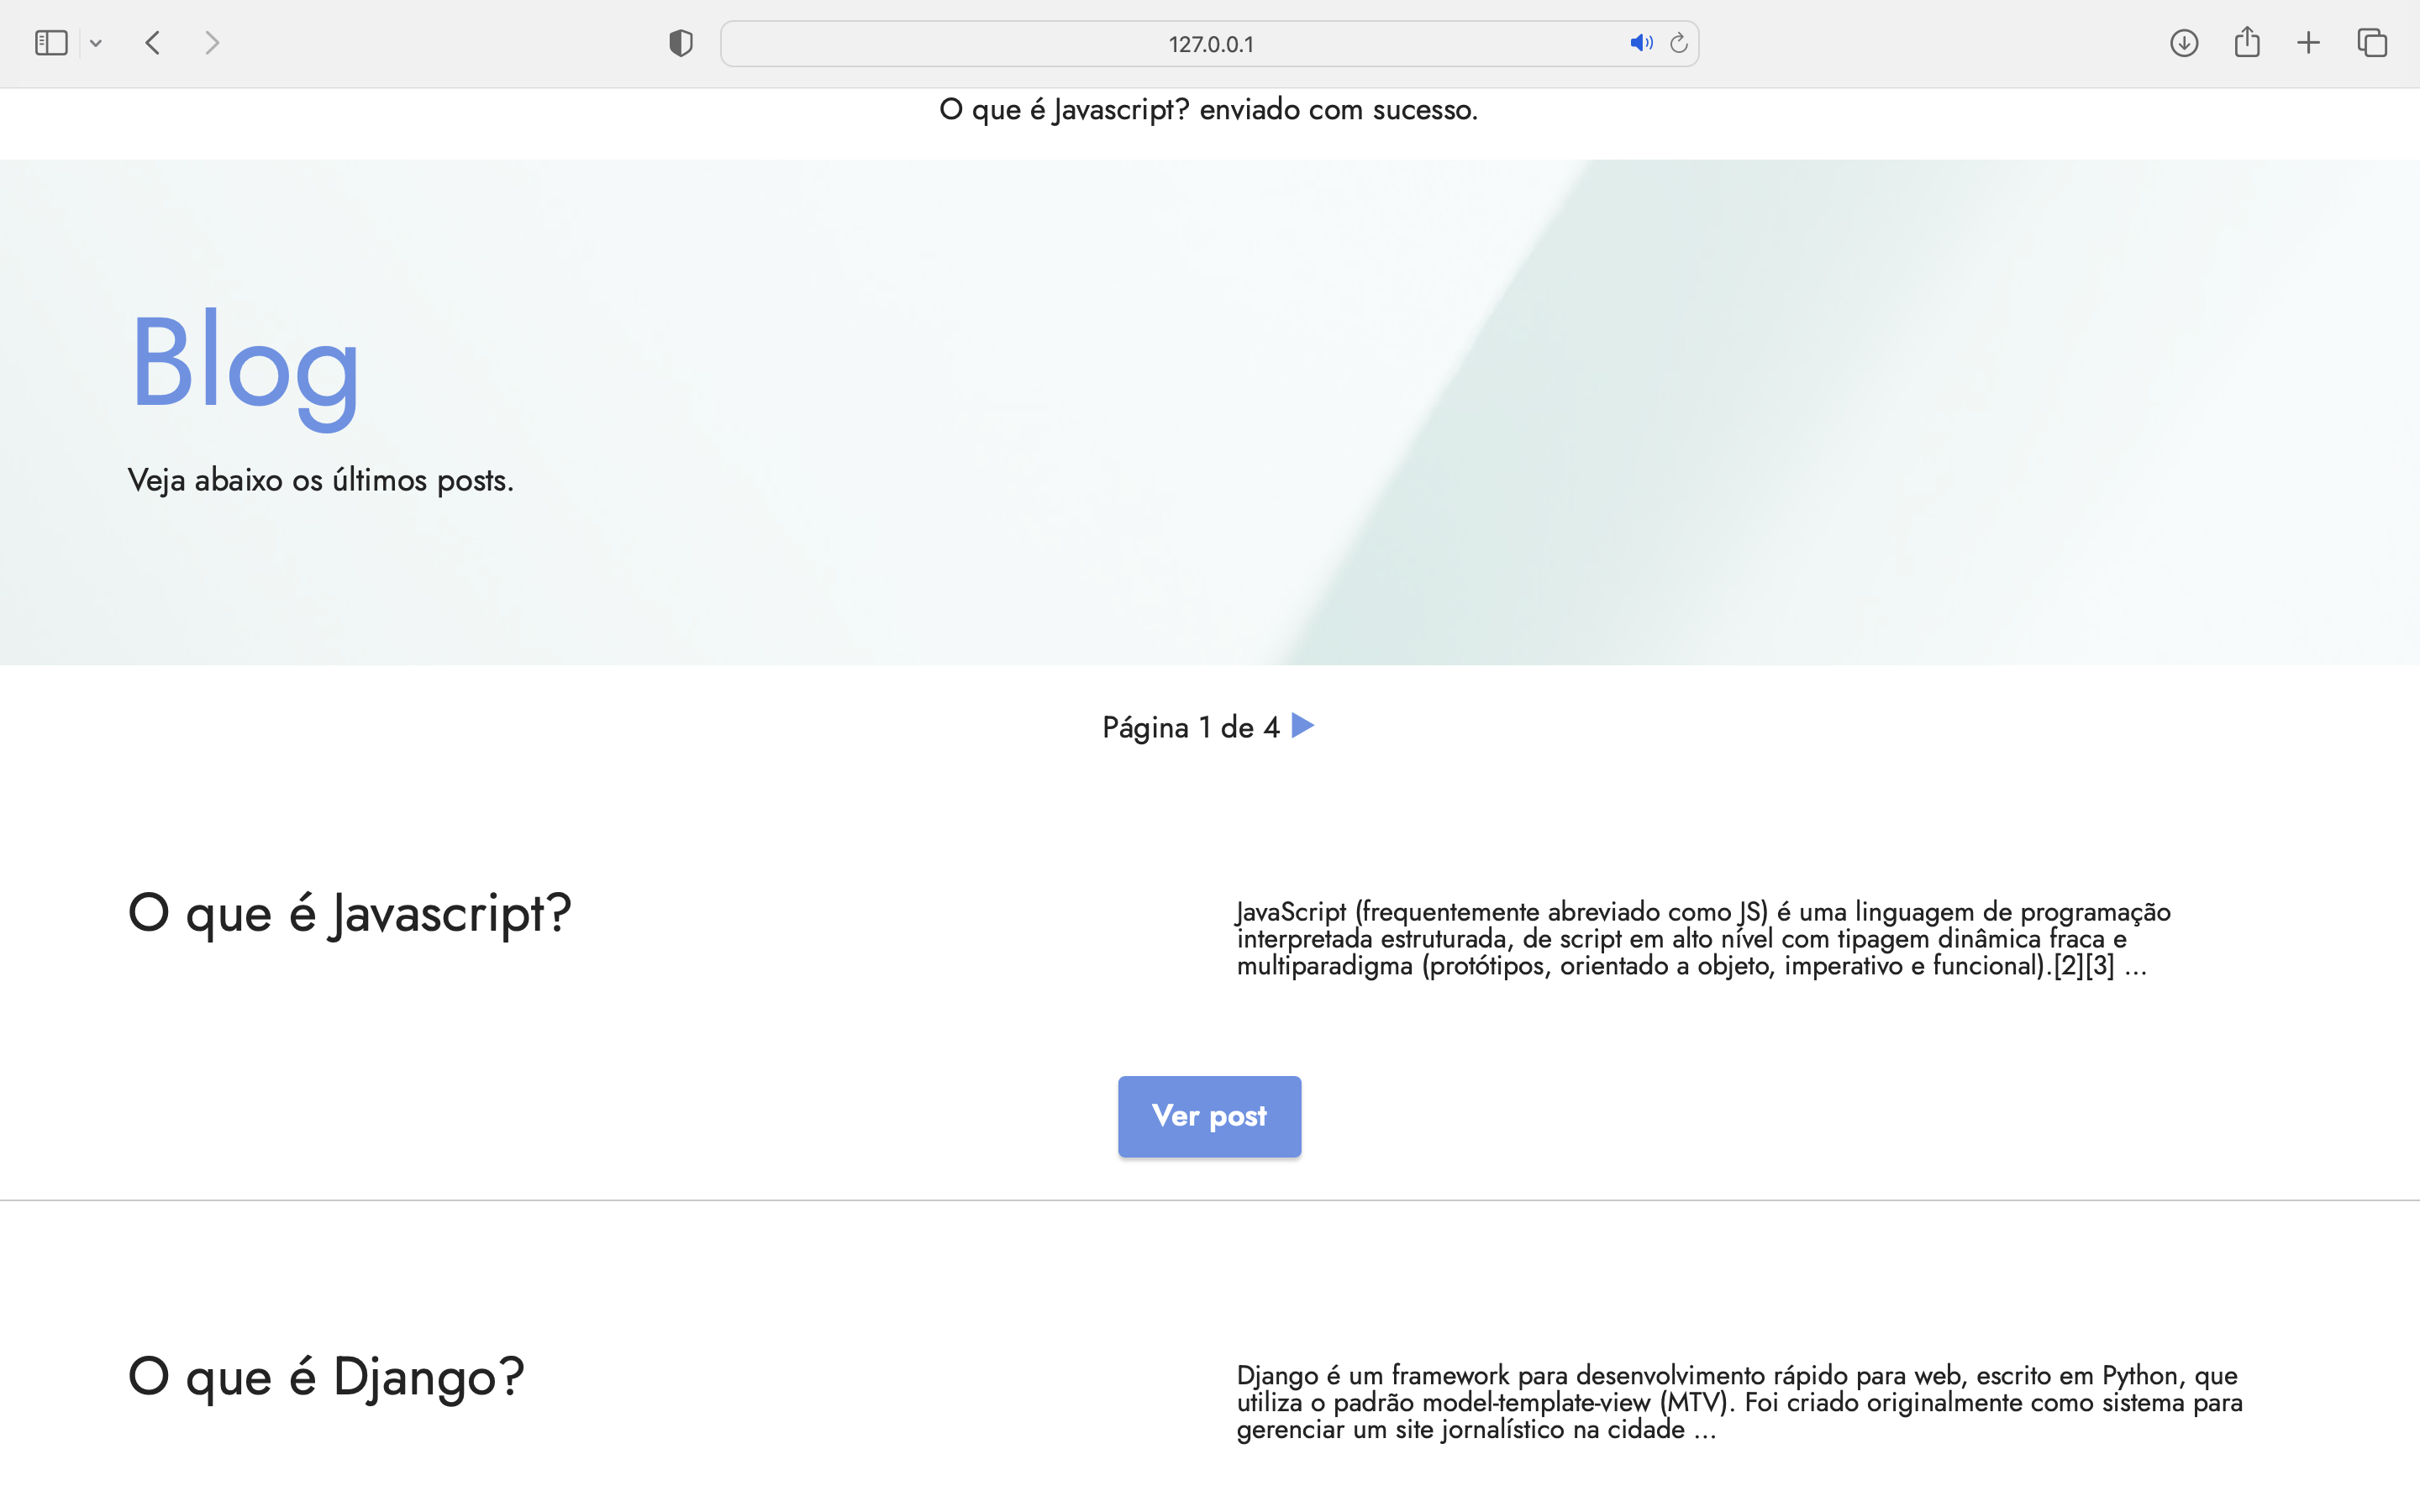 127.0.0.1
O que é Javascript? enviado com sucesso.
Blog
Veja abaixo os últimos posts.
Página 1 de 4
O que é Javascript?
JavaScript (frequentemente abreviado como JS) é uma linguagem de programação
interpretada estruturada, de script em alto nível com tipagem dinâmica fraca e
multiparadigma (protótipos, orientado a objeto, imperativo e funcional).[2][3] ...
Ver post
O que é Django?
Django é um framework para desenvolvimento rápido para web, escrito em Python, que
utiliza o padrão model-template-view (MTV). Foi criado originalmente como sistema para
gerenciar um site jornalístico na cidade ...